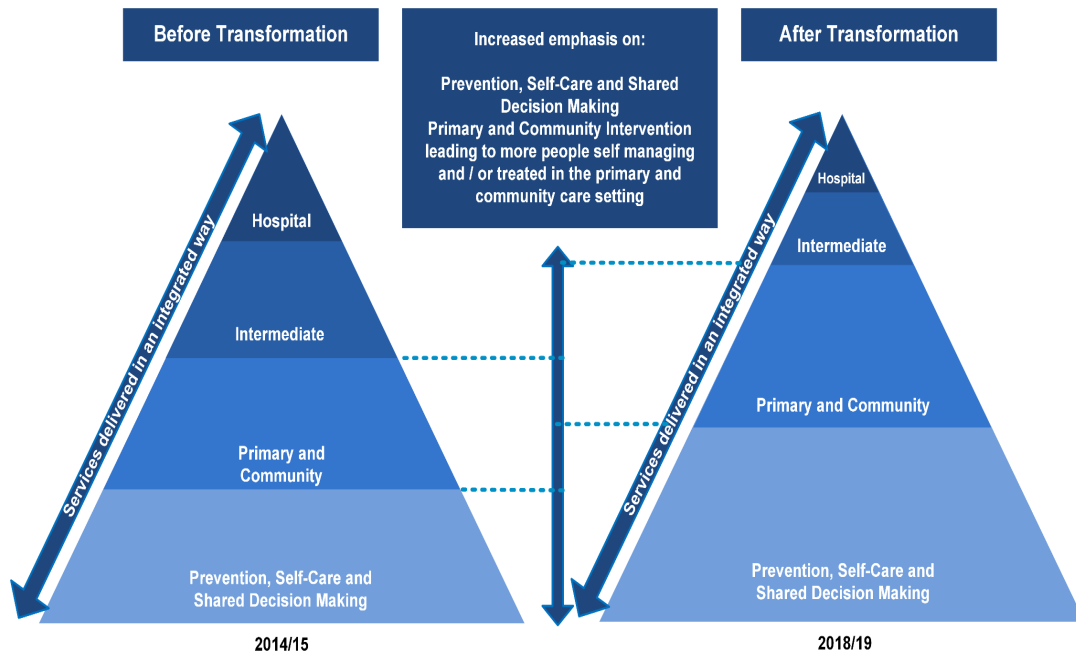 Before Transformation
Increased emphasis on:
Prevention, Self-Care and Shared
Decision Making
Primary and Community Intervention
leading to more people self managing
and / or treated in the primary and
community care setting
After Transformation
Services delivered in an integrated way
Hospital
Intermediate
Primary and
Community
Prevention, Self-Care and
Shared Decision Making
2014/15
Services delivered in an integrated way
Hospital
Intermediate
Primary and Community
Prevention, Self-Care and
Shared Decision Making
2018/19